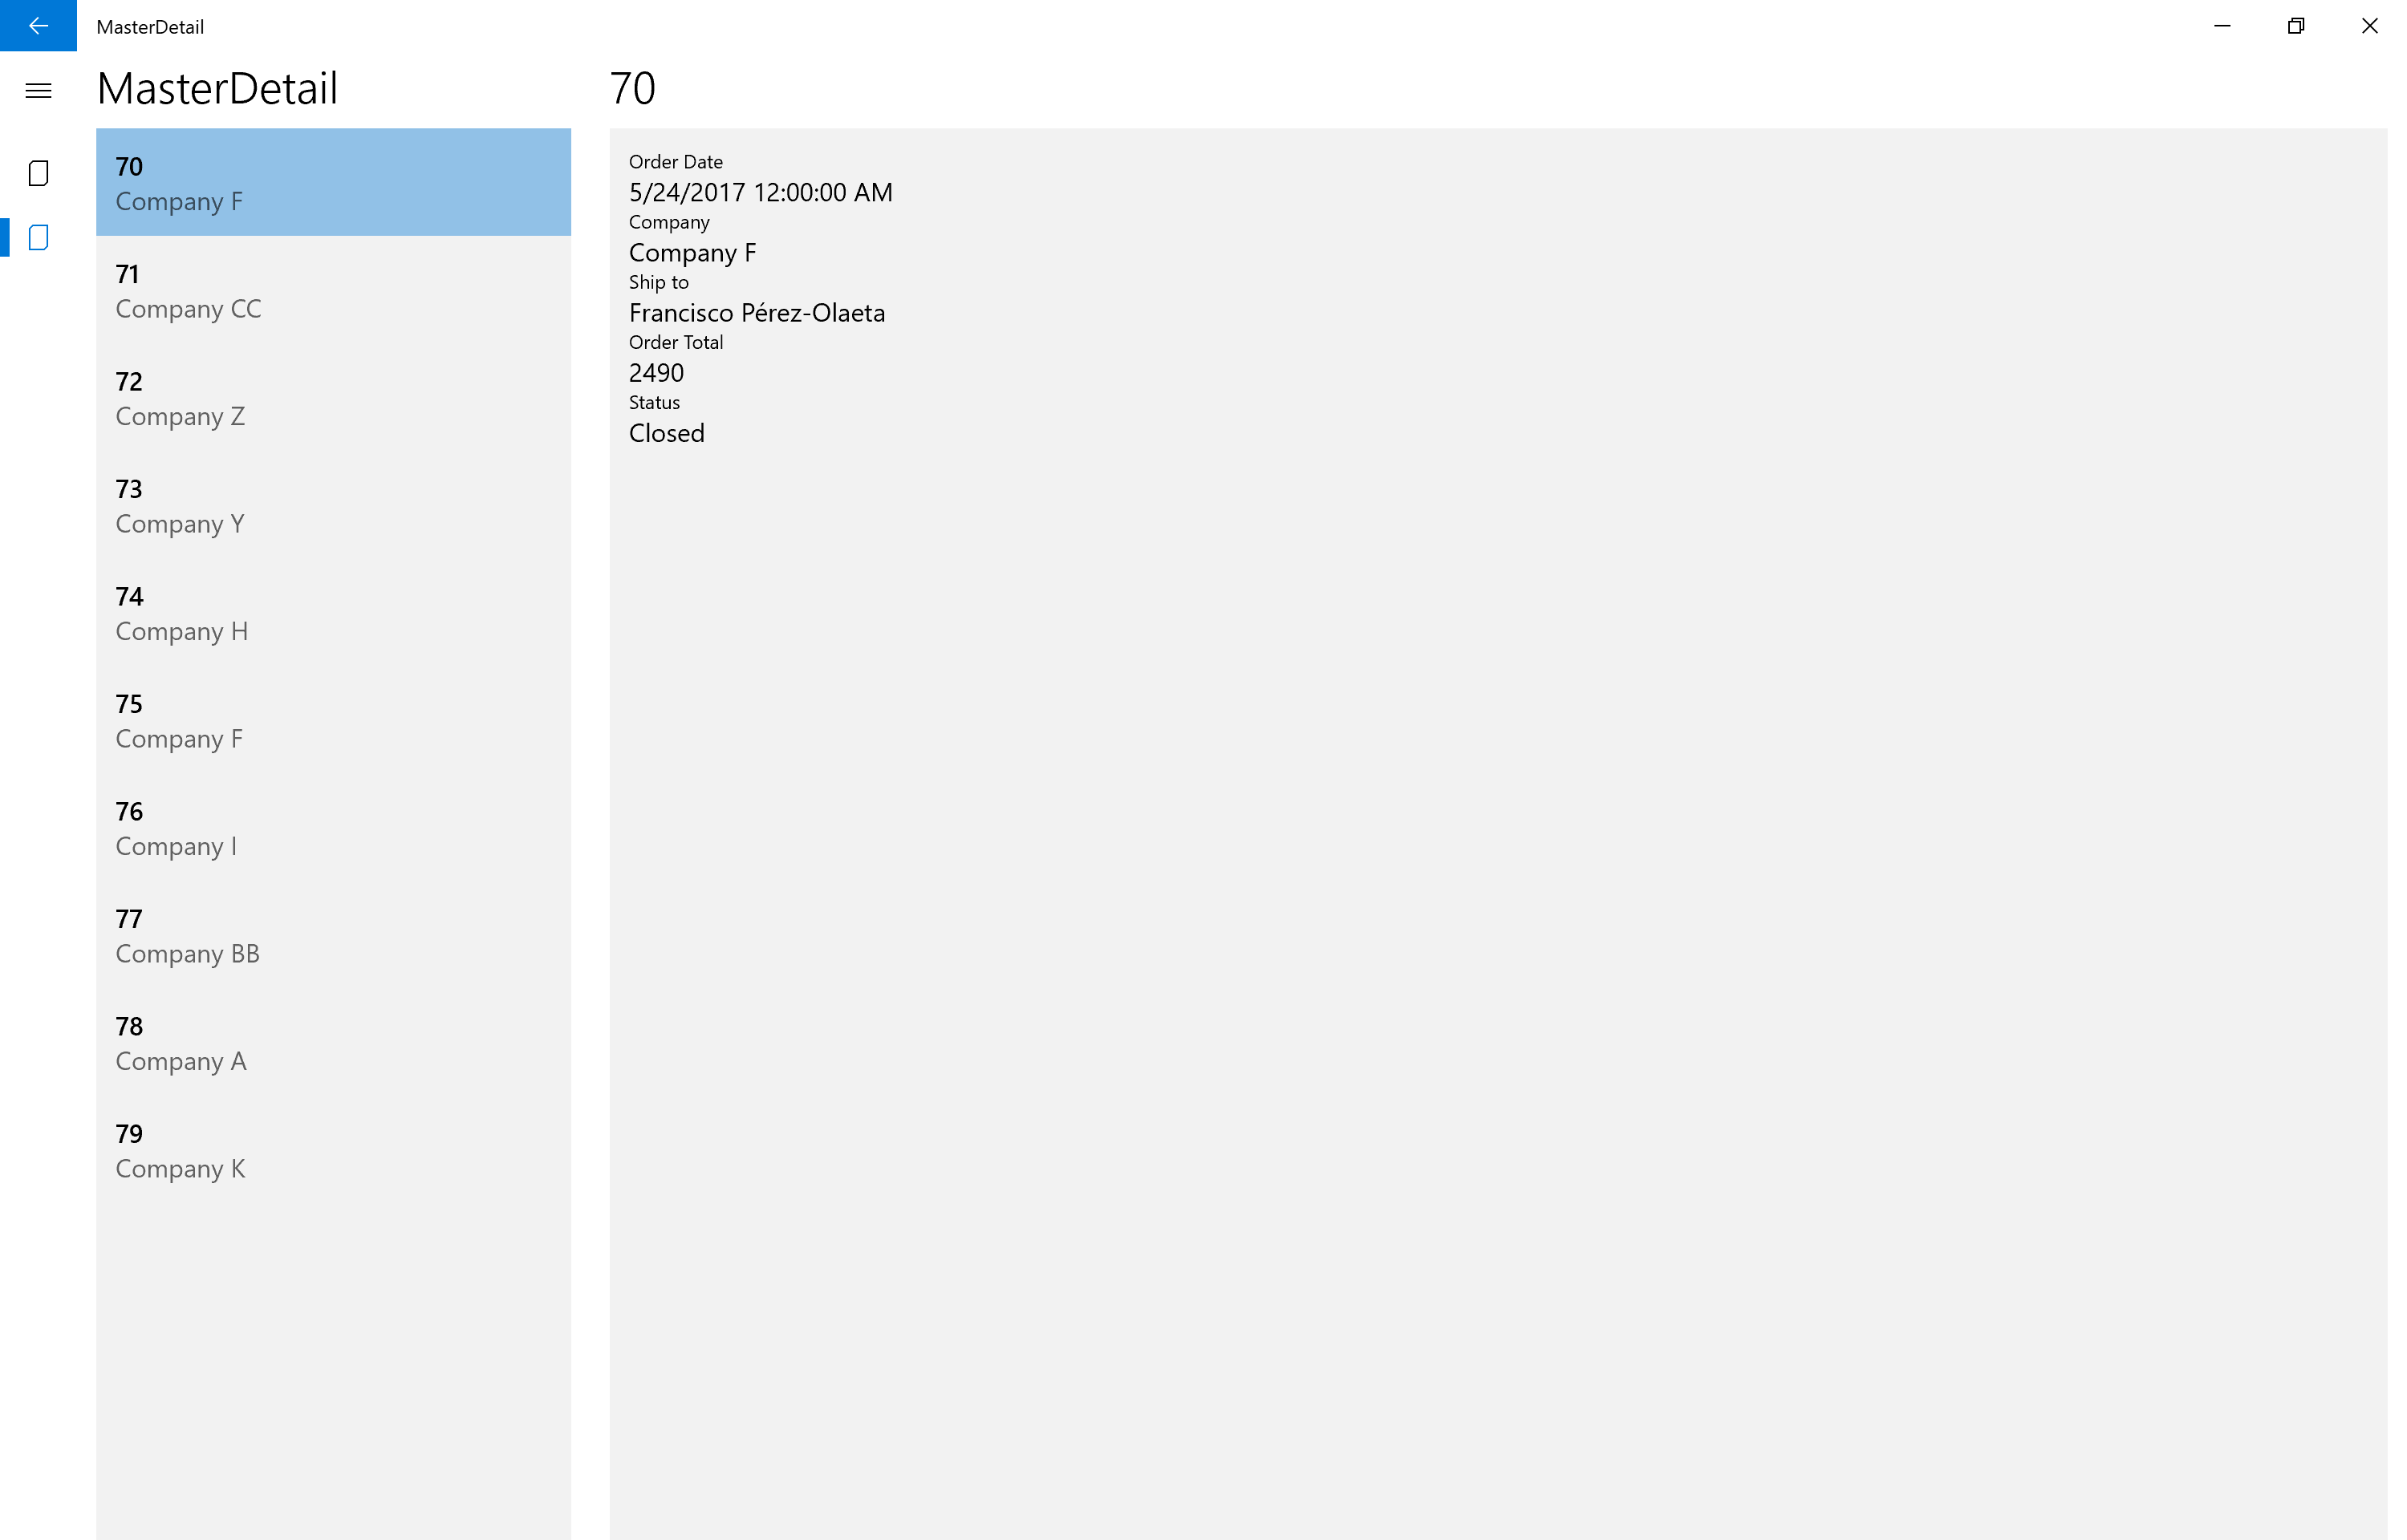 MasterDetail
MasterDetail
70
70
Company F
71
Company CC
72
Company Z
73
Company Y
74
Company H
75
Company F
76
Company I
77
Company BB
78
Company A
79
Company K
Order Date
5/24/2017 12:00:00 AM
Company
Company F
Ship to
Francisco Pérez-Olaeta
Order Total
2490
Status
Closed